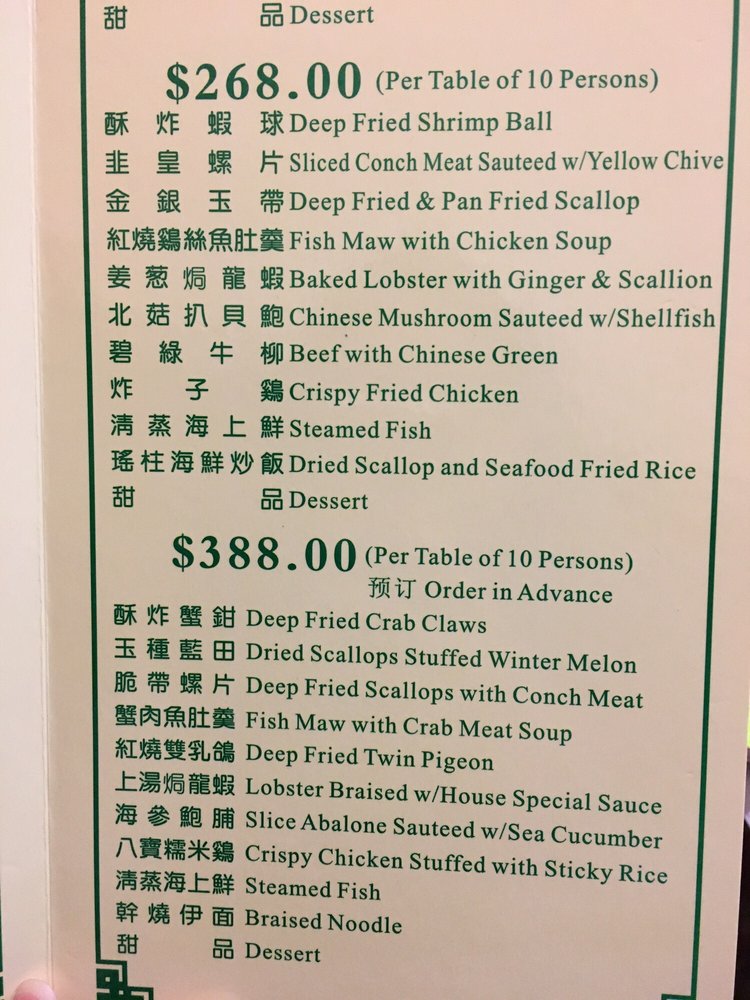 甜品 Dessert
$268.00 (Per Table of 10 Persons)
酥炸蝦球 Deep Fried Shrimp Ball
韭皇螺片 Sliced Conch Meat Sauteed w/Yellow Chive
金銀玉帶 Deep Fried & Pan Fried Scallop
紅燒鷄絲魚肚羹 Fish Maw with Chicken Soup
姜葱焗龍蝦 Baked Lobster with Ginger & Scallion
北菇扒貝鮑 Chinese Mushroom Sauteed w/Shellfish
碧綠牛柳 Beef with Chinese Green
炸子鷄 Crispy Fried Chicken
淸蒸海上鮮 Steamed Fish
瑤柱海鮮炒飯 Dried Scallop and Seafood Fried Rice
甜品 Dessert
$388.00 (Per Table of 10 Persons)
预订 Order in Advance
酥炸蟹鉗 Deep Fried Crab Claws
玉種藍田 Dried Scallops Stuffed Winter Melon
脆帶螺片 Deep Fried Scallops with Conch Meat
蟹肉魚肚羹 Fish Maw with Crab Meat Soup
紅燒雙乳鴿 Deep Fried Twin Pigeon
上湯焗龍蝦 Lobster Braised w/House Special Sauce
海參鮑脯 Slice Abalone Sauteed w/Sea Cucumber
八寶糯米鷄 Crispy Chicken Stuffed with Sticky Rice
淸蒸海上鮮 Steamed Fish
幹燒伊面 Braised Noodle
甜品 Dessert